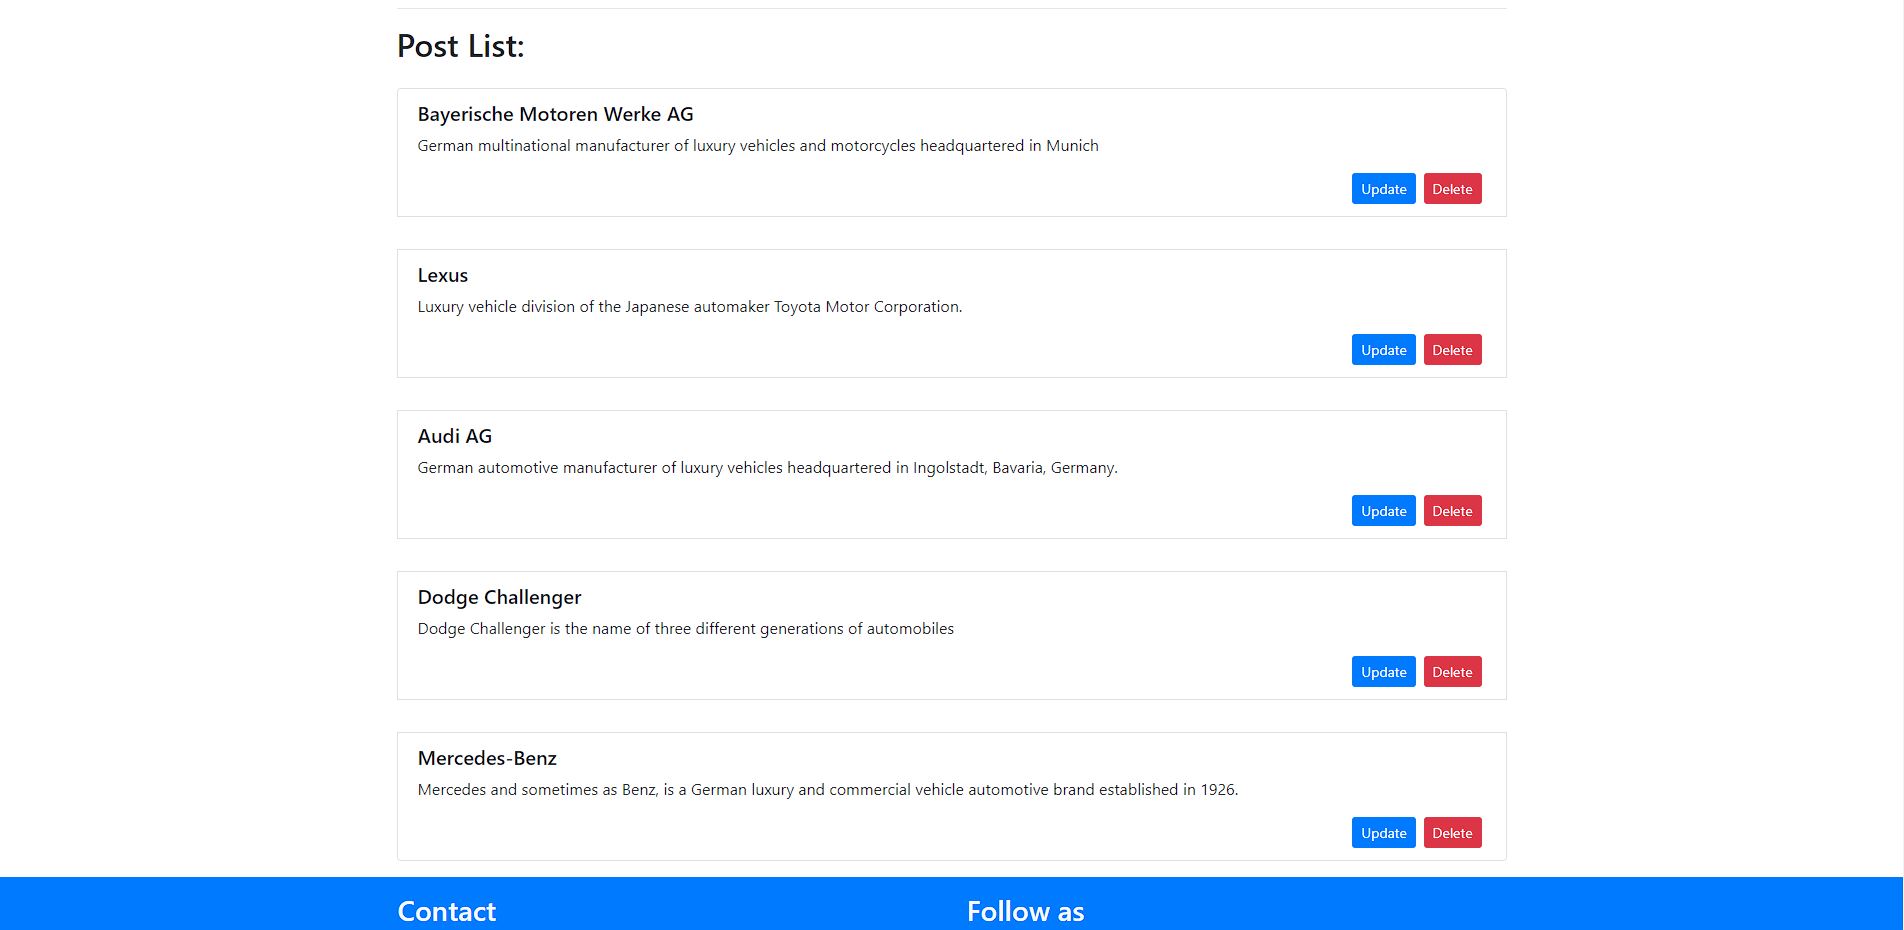 Post List:
Bayerische Motoren Werke AG
German multinational manufacturer of luxury vehicles and motorcycles headquartered in Munich
Update Delete
Lexus
Luxury vehicle division of the Japanese automaker Toyota Motor Corporation.
Update Delete
Audi AG
German automotive manufacturer of luxury vehicles headquartered in Ingolstadt, Bavaria, Germany.
Update Delete
Dodge Challenger
Dodge Challenger is the name of three different generations of automobiles
Update Delete
Mercedes-Benz
Mercedes and sometimes as Benz, is a German luxury and commercial vehicle automotive brand established in 1926.
Update Delete
Contact Follow as